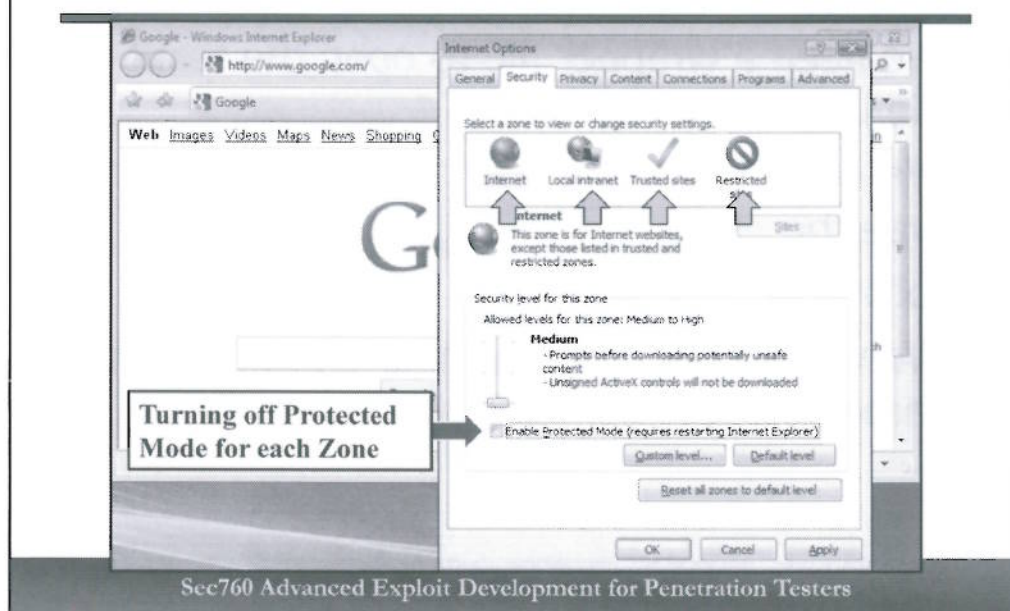 Google - Windows Internet Explorer
http://www.google.com/
Google
Web Images Videos Maps News Shopping
Internet Options
General Security Privacy Content Connections Programs Advanced
Select a zone to view or change security settings.
Internet Local intranet Trusted sites Restricted
Internet
Sites
This zone is for Internet websites,
except those listed in trusted and
restricted zones.
Security level for this zone
Allowed levels for this zone: Medium to High
Medium
- Prompts before downloading potentially unsafe
content
- Unsigned ActiveX controls will not be downloaded
Enable Protected Mode (requires restarting Internet Explorer)
Custom level... Default level
Reset all zones to default level
OK Cancel Apply
Turning off Protected
Mode for each Zone
Sec760 Advanced Exploit Development for Penetration Testers